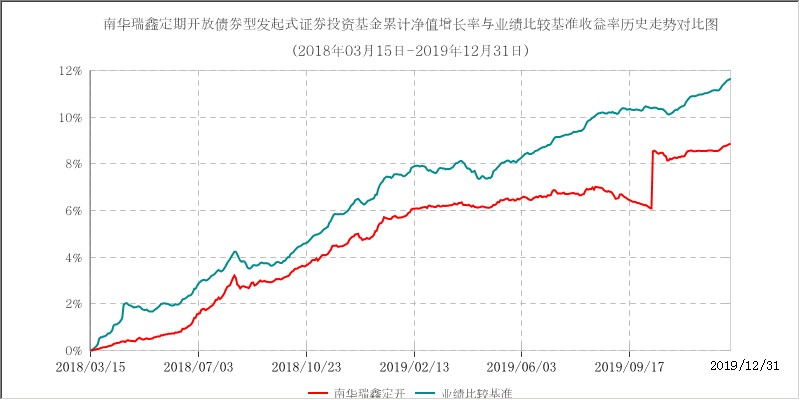 南华瑞鑫定期开放债券型发起式证券投资基金累计净值增长率与业绩比较基准收益率历史走势对比图
(2018年03月15日-2019年12月31日)
12%
10%
8%
6%
4%
2%
0%
2018/03/15 2018/07/03 2018/10/23 2019/02/13 2019/06/03 2019/09/17 2019/12/31
南华瑞鑫定开 业绩比较基准